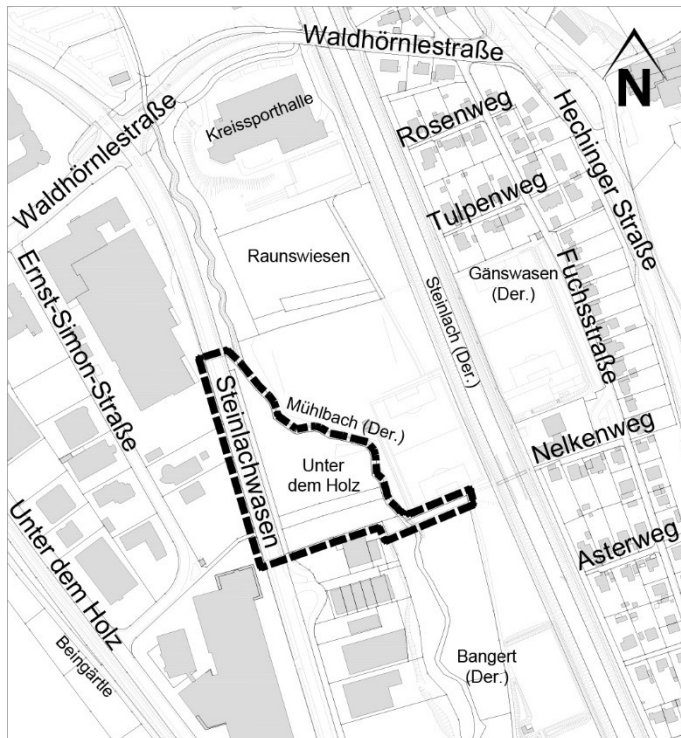 Waldhörnlestraße
N
Kreissporthalle
Rosenweg
Hechinger Straße
Waldhörnlestraße
Tulpenweg
Raunswiesen
Gänswasen
(Der.)
Steinlach (Der.)
Fuchsstraße
Ernst-Simon-Straße
Steinlachwasen
Mühlbach (Der.)
Unter
dem Holz
Nelkenweg
Unter dem Holz
Asterweg
Beingärtle
Bangert
(Der.)